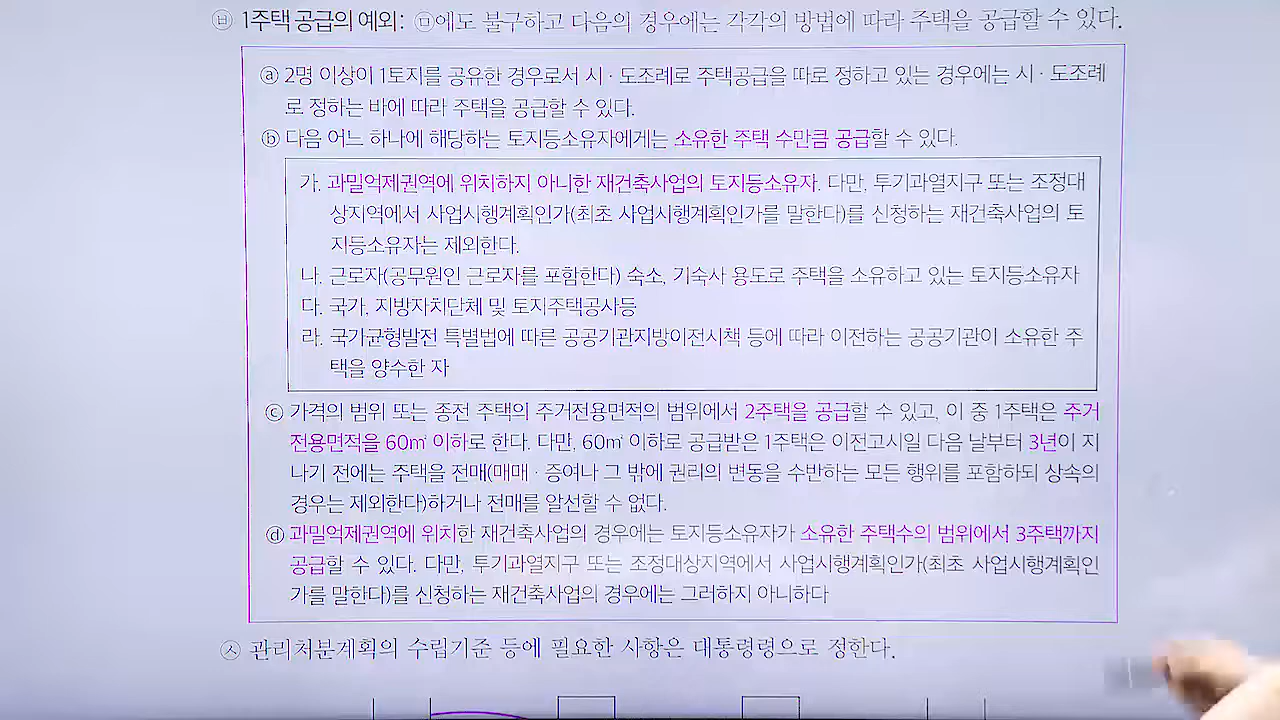 ㉥ 1주택 공급의 예외: ㉤에도 불구하고 다음의 경우에는 각각의 방법에 따라 주택을 공급할 수 있다.
ⓐ 2명 이상이 1토지를 공유한 경우로서 시·도조례로 주택공급을 따로 정하고 있는 경우에는 시·도조례
로 정하는 바에 따라 주택을 공급할 수 있다.
ⓑ 다음 어느 하나에 해당하는 토지등소유자에게는 소유한 주택 수만큼 공급할 수 있다.
가. 과밀억제권역에 위치하지 아니한 재건축사업의 토지등소유자. 다만, 투기과열지구 또는 조정대
상지역에서 사업시행계획인가(최초 사업시행계획인가를 말한다)를 신청하는 재건축사업의 토
지등소유자는 제외한다.
나. 근로자(공무원인 근로자를 포함한다) 숙소, 기숙사 용도로 주택을 소유하고 있는 토지등소유자
다. 국가, 지방자치단체 및 토지주택공사등
라. 국가균형발전 특별법에 따른 공공기관지방이전시책 등에 따라 이전하는 공공기관이 소유한 주
택을 양수한 자
ⓒ 가격의 범위 또는 종전 주택의 주거전용면적의 범위에서 2주택을 공급할 수 있고, 이 중 1주택은 주거
전용면적을 60㎡ 이하로 한다. 다만, 60㎡ 이하로 공급받은 1주택은 이전고시일 다음 날부터 3년이 지
나기 전에는 주택을 전매(매매·증여나 그 밖에 권리의 변동을 수반하는 모든 행위를 포함하되 상속의
경우는 제외한다)하거나 전매를 알선할 수 없다.
ⓓ 과밀억제권역에 위치한 재건축사업의 경우에는 토지등소유자가 소유한 주택수의 범위에서 3주택까지
공급할 수 있다. 다만, 투기과열지구 또는 조정대상지역에서 사업시행계획인가(최초 사업시행계획인
가를 말한다)를 신청하는 재건축사업의 경우에는 그러하지 아니하다
㉦ 관리처분계획의 수립기준 등에 필요한 사항은 대통령령으로 정한다.